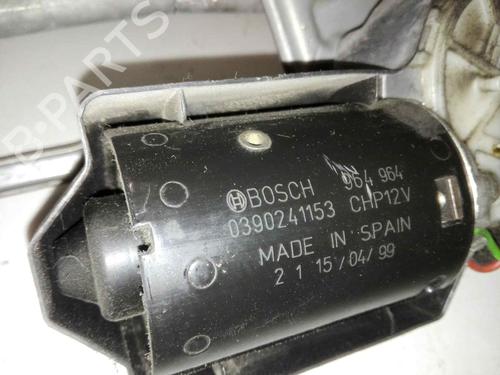 B-PARTS
BOSCH 964 964
0390241153 CHP12V
MADE IN SPAIN
2 1 15/04/99